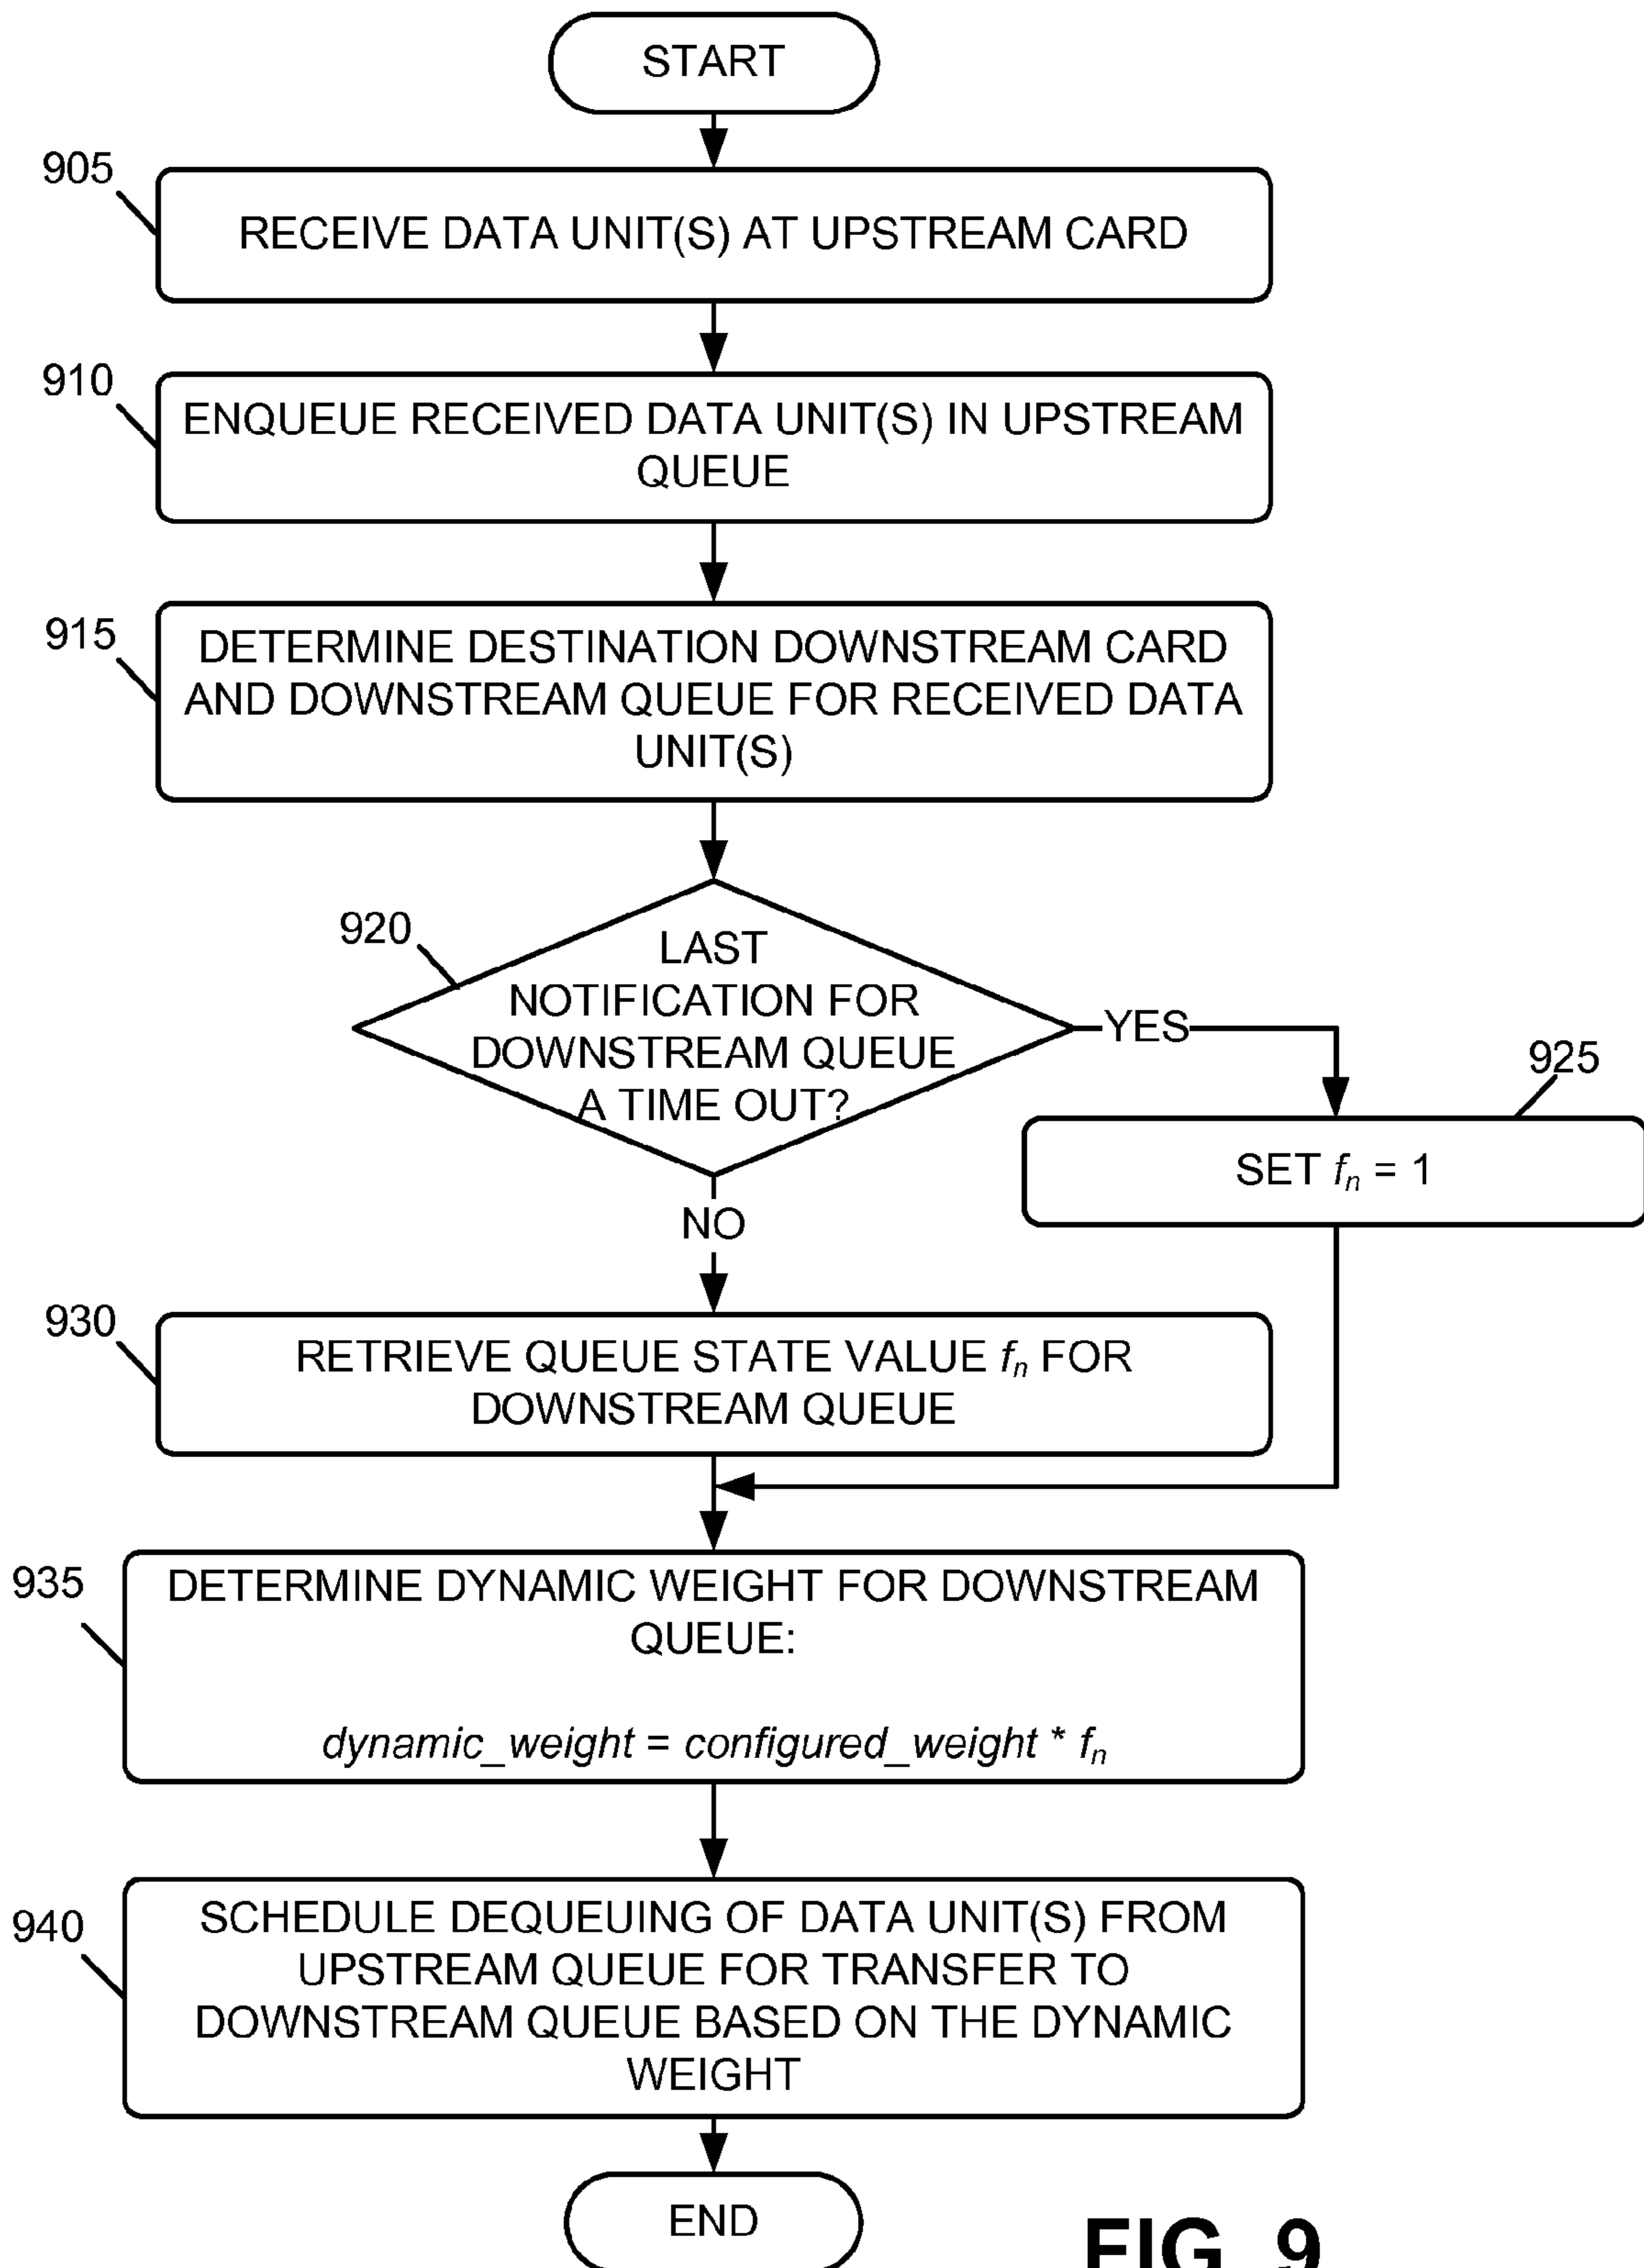 START
905
RECEIVE DATA UNIT(S) AT UPSTREAM CARD
910
ENQUEUE RECEIVED DATA UNIT(S) IN UPSTREAM
QUEUE
915
DETERMINE DESTINATION DOWNSTREAM CARD
AND DOWNSTREAM QUEUE FOR RECEIVED DATA
UNIT(S)
920
LAST
NOTIFICATION FOR
DOWNSTREAM QUEUE
A TIME OUT?
YES
925
SET fn = 1
NO
930
RETRIEVE QUEUE STATE VALUE fn FOR
DOWNSTREAM QUEUE
935
DETERMINE DYNAMIC WEIGHT FOR DOWNSTREAM
QUEUE:
dynamic_weight = configured_weight * fn
940
SCHEDULE DEQUEUING OF DATA UNIT(S) FROM
UPSTREAM QUEUE FOR TRANSFER TO
DOWNSTREAM QUEUE BASED ON THE DYNAMIC
WEIGHT
END
FIG. 9